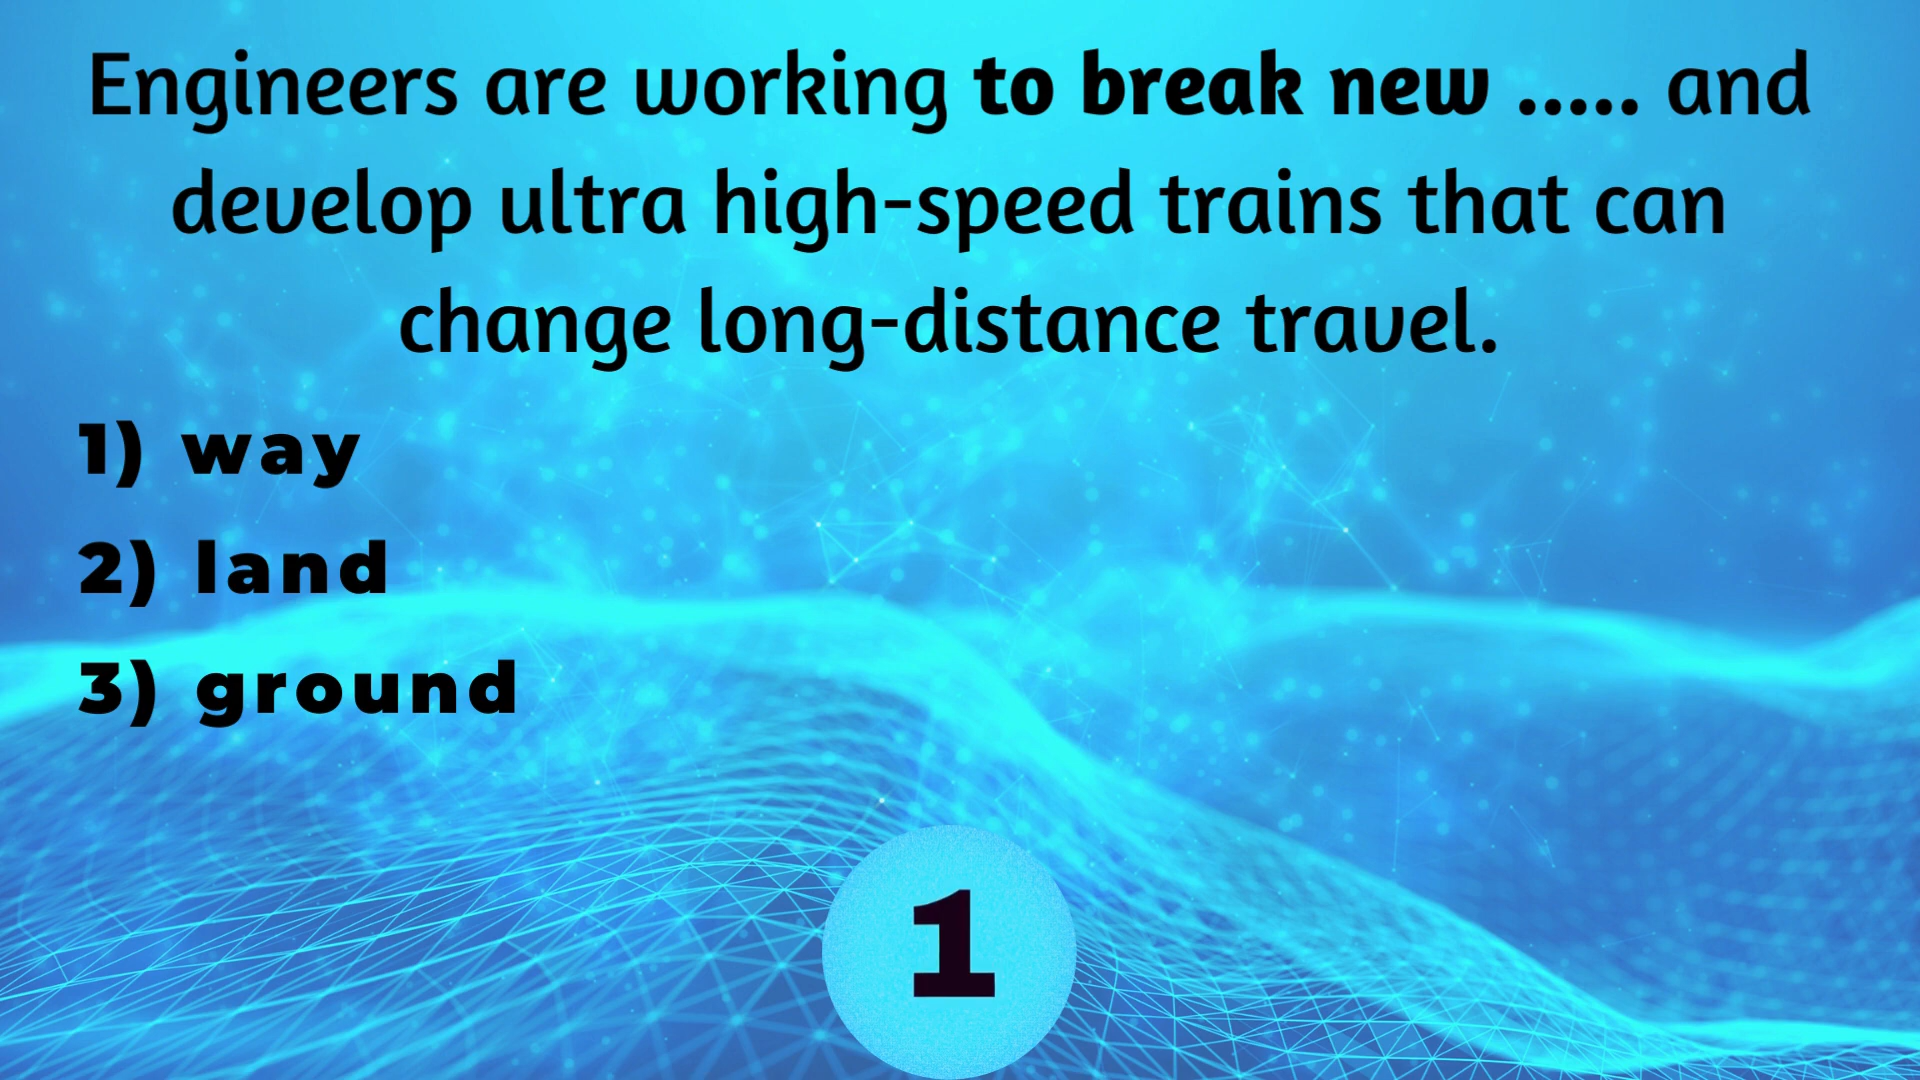 Engineers are working to break new ..... and
develop ultra high-speed trains that can
change long-distance travel.
1) way
2) land
3) ground
1